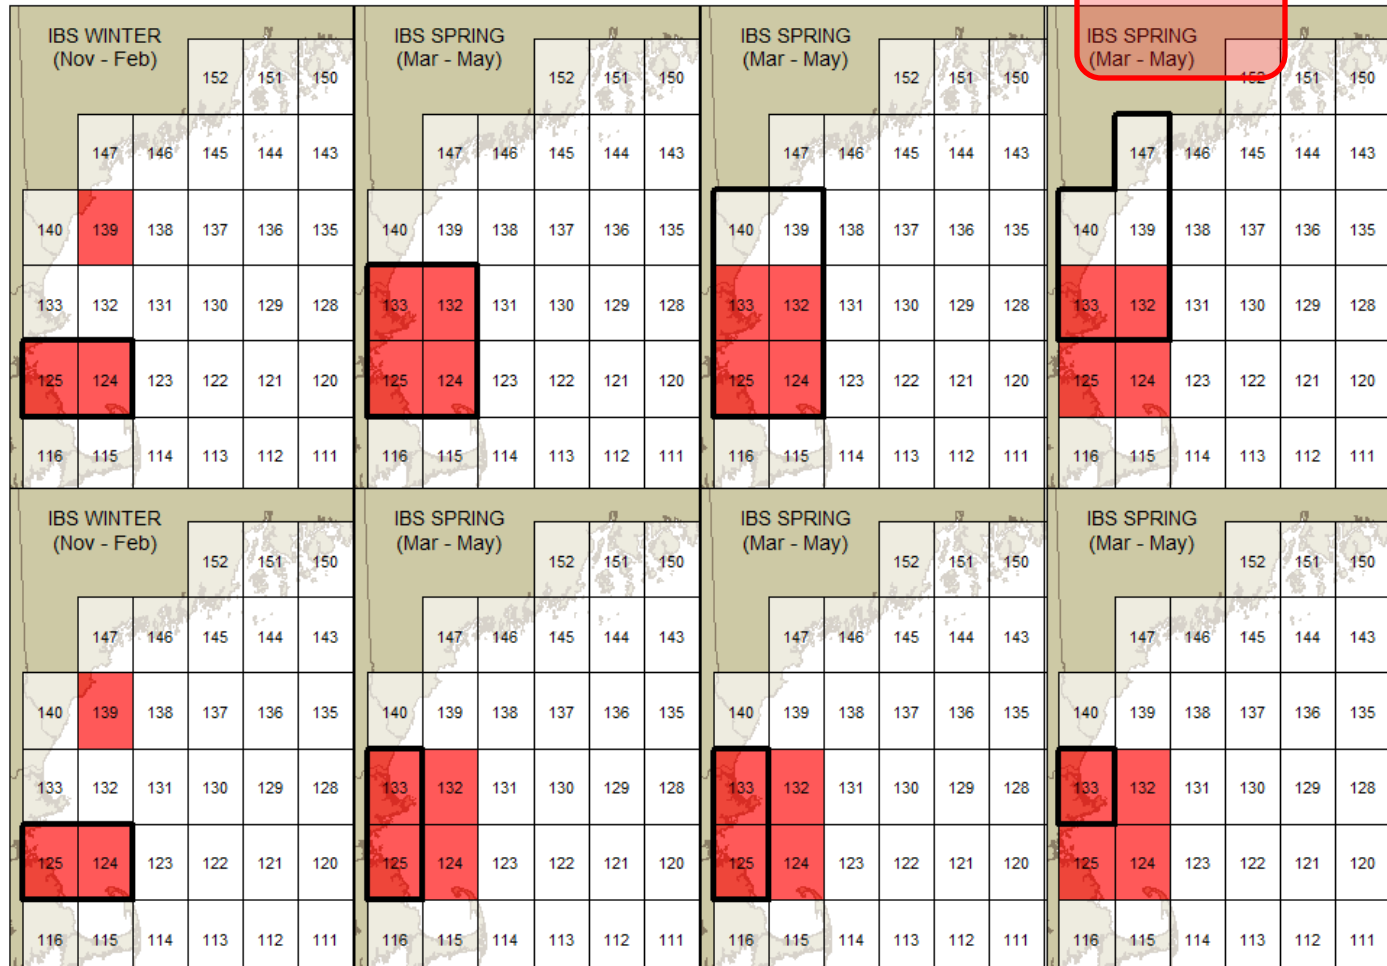 IBS WINTER
(Nov - Feb)
152 151 150
147 146 145 144 143
140 139 138 137 136 135
133 132 131 130 129 128
125 124 123 122 121 120
116 115 114 113 112 111
IBS SPRING
(Mar - May)
152 151 150
147 146 145 144 143
140 139 138 137 136 135
133 132 131 130 129 128
125 124 123 122 121 120
116 115 114 113 112 111
IBS SPRING
(Mar - May)
152 151 150
147 146 145 144 143
140 139 138 137 136 135
133 132 131 130 129 128
125 124 123 122 121 120
116 115 114 113 112 111
IBS SPRING
(Mar - May)
152 151 150
147 146 145 144 143
140 139 138 137 136 135
133 132 131 130 129 128
125 124 123 122 121 120
116 115 114 113 112 111
IBS WINTER
(Nov - Feb)
152 151 150
147 146 145 144 143
140 139 138 137 136 135
133 132 131 130 129 128
125 124 123 122 121 120
116 115 114 113 112 111
IBS SPRING
(Mar - May)
152 151 150
147 146 145 144 143
140 139 138 137 136 135
133 132 131 130 129 128
125 124 123 122 121 120
116 115 114 113 112 111
IBS SPRING
(Mar - May)
152 151 150
147 146 145 144 143
140 139 138 137 136 135
133 132 131 130 129 128
125 124 123 122 121 120
116 115 114 113 112 111
IBS SPRING
(Mar - May)
152 151 150
147 146 145 144 143
140 139 138 137 136 135
133 132 131 130 129 128
125 124 123 122 121 120
116 115 114 113 112 111